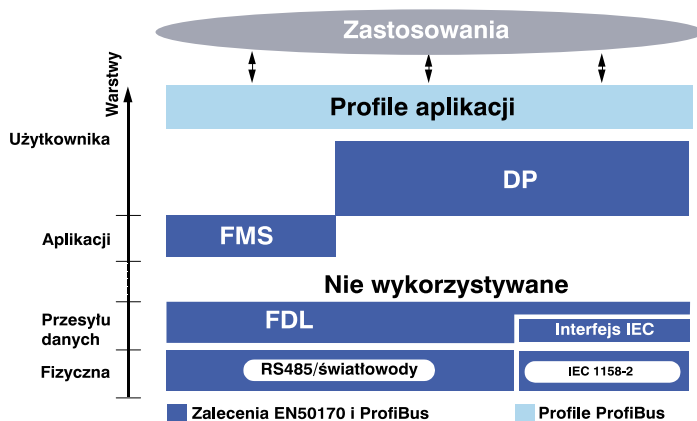 Zastosowania
Warstwy
Profile aplikacji
Użytkownika
DP
FMS
Aplikacji
Nie wykorzystywane
FDL
Przesyłu
danych
Interfejs IEC
Fizyczna
RS485/światłowody
IEC 1158-2
Zalecenia EN50170 i ProfiBus
Profile ProfiBus